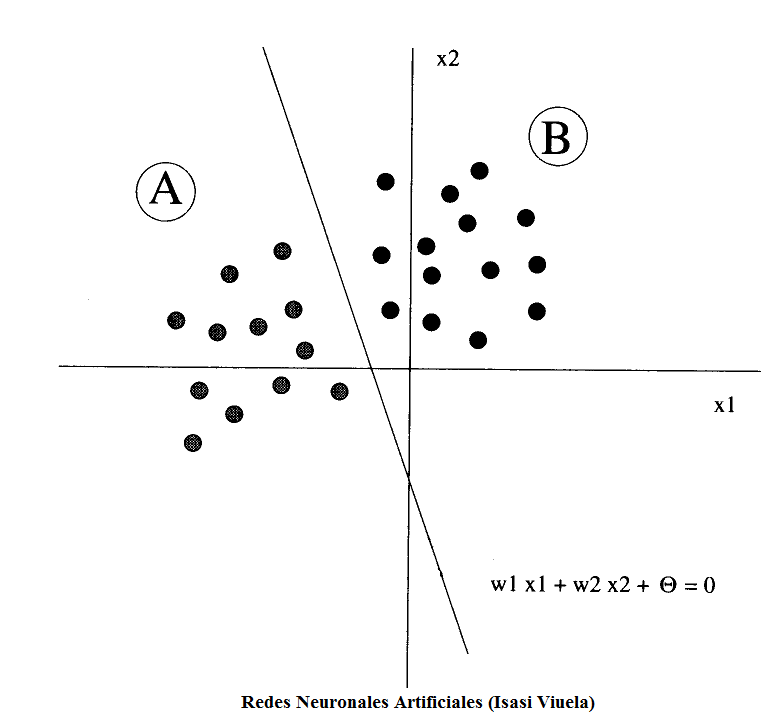 x2
B
A
x1
w1 x1 + w2 x2 + Θ = 0
Redes Neuronales Artificiales (Isasi Viuela)